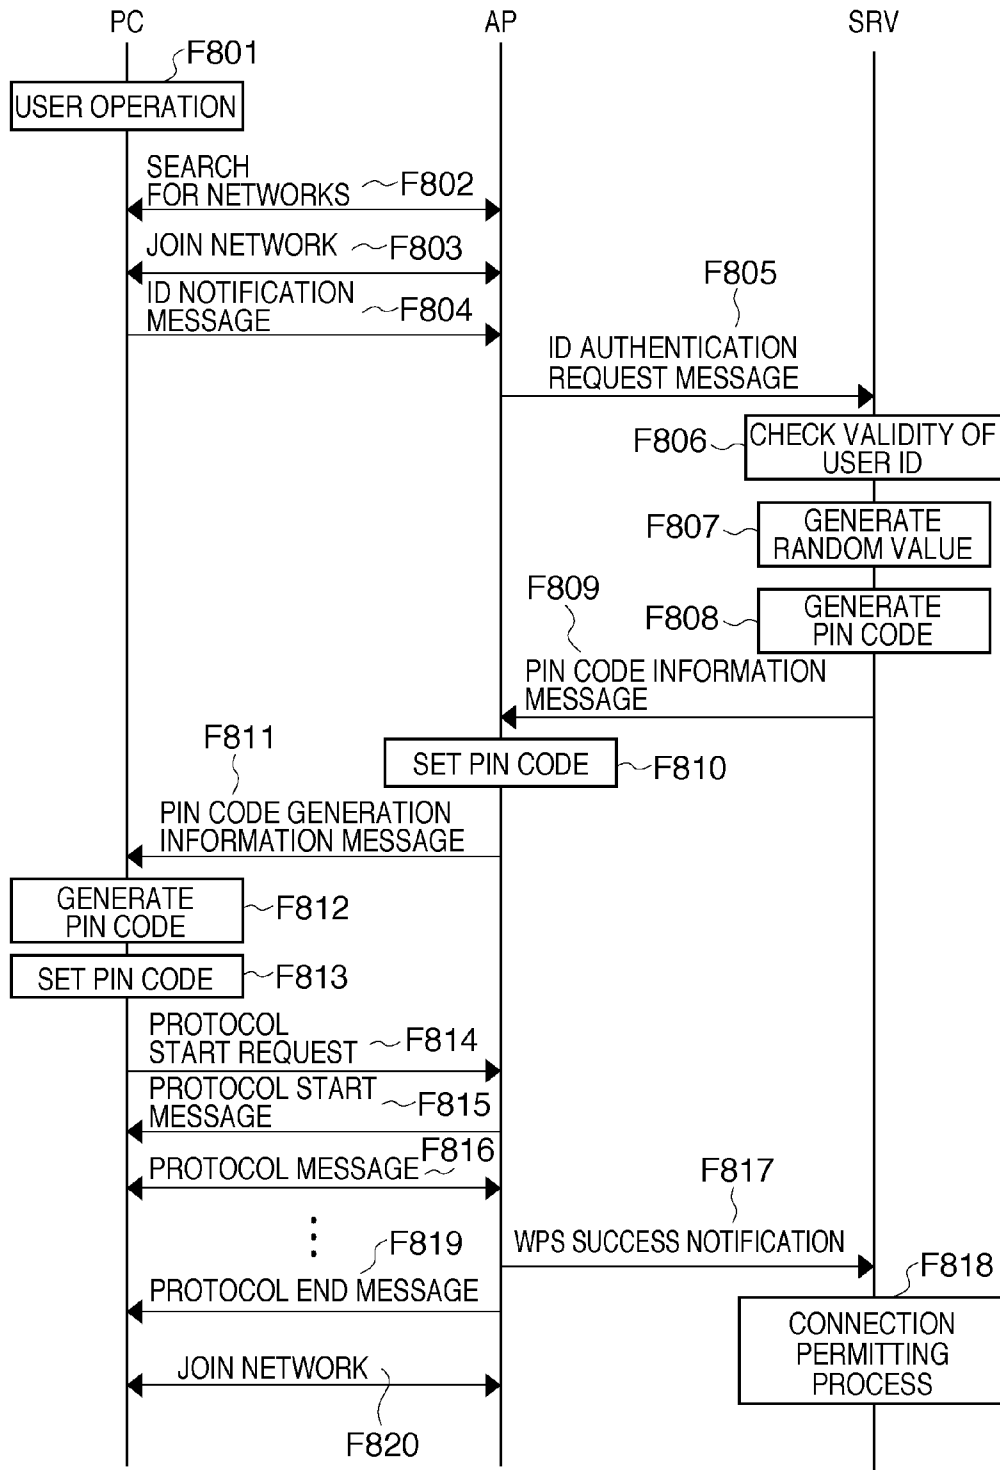 PC AP SRV
F801
USER OPERATION
SEARCH
FOR NETWORKS F802
JOIN NETWORK F803
ID NOTIFICATION
MESSAGE F804
F805
ID AUTHENTICATION
REQUEST MESSAGE
F806 CHECK VALIDITY OF
USER ID
F807 GENERATE
RANDOM VALUE
F808 GENERATE
PIN CODE
F809
PIN CODE INFORMATION
MESSAGE
SET PIN CODE F810
F811
PIN CODE GENERATION
INFORMATION MESSAGE
GENERATE
PIN CODE F812
SET PIN CODE F813
PROTOCOL
START REQUEST F814
PROTOCOL START
MESSAGE F815
PROTOCOL MESSAGE F816
F817
WPS SUCCESS NOTIFICATION
F818
CONNECTION
PERMITTING
PROCESS
F819
PROTOCOL END MESSAGE
JOIN NETWORK
F820